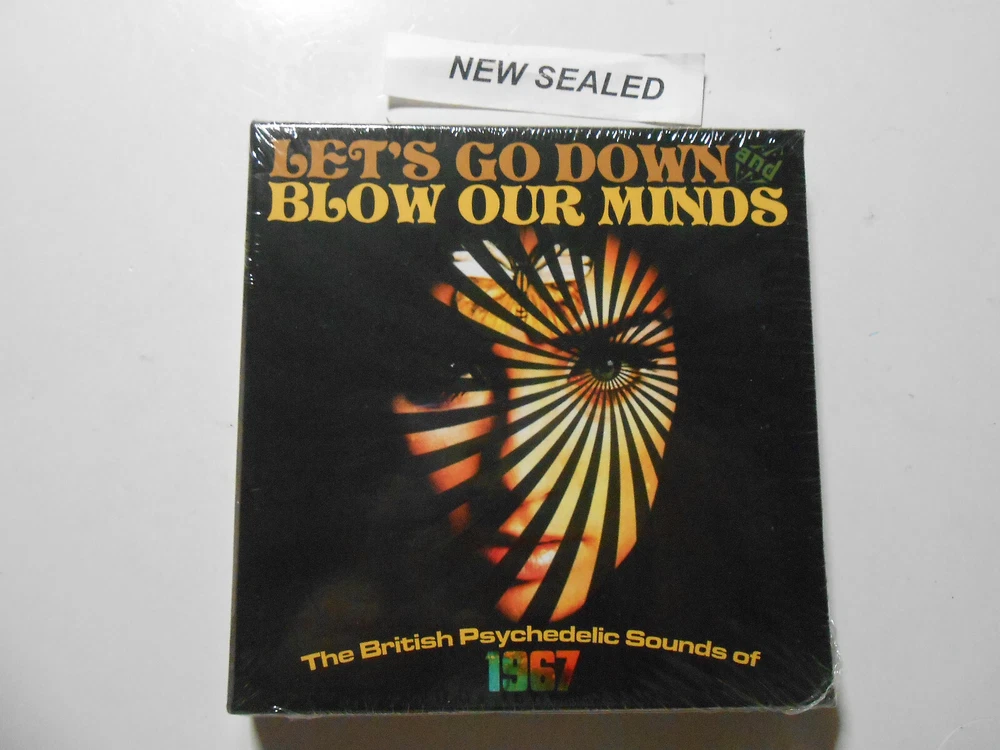 NEW SEALED
LET'S GO DOWN and
BLOW OUR MINDS
The British Psychedelic Sounds of
1967